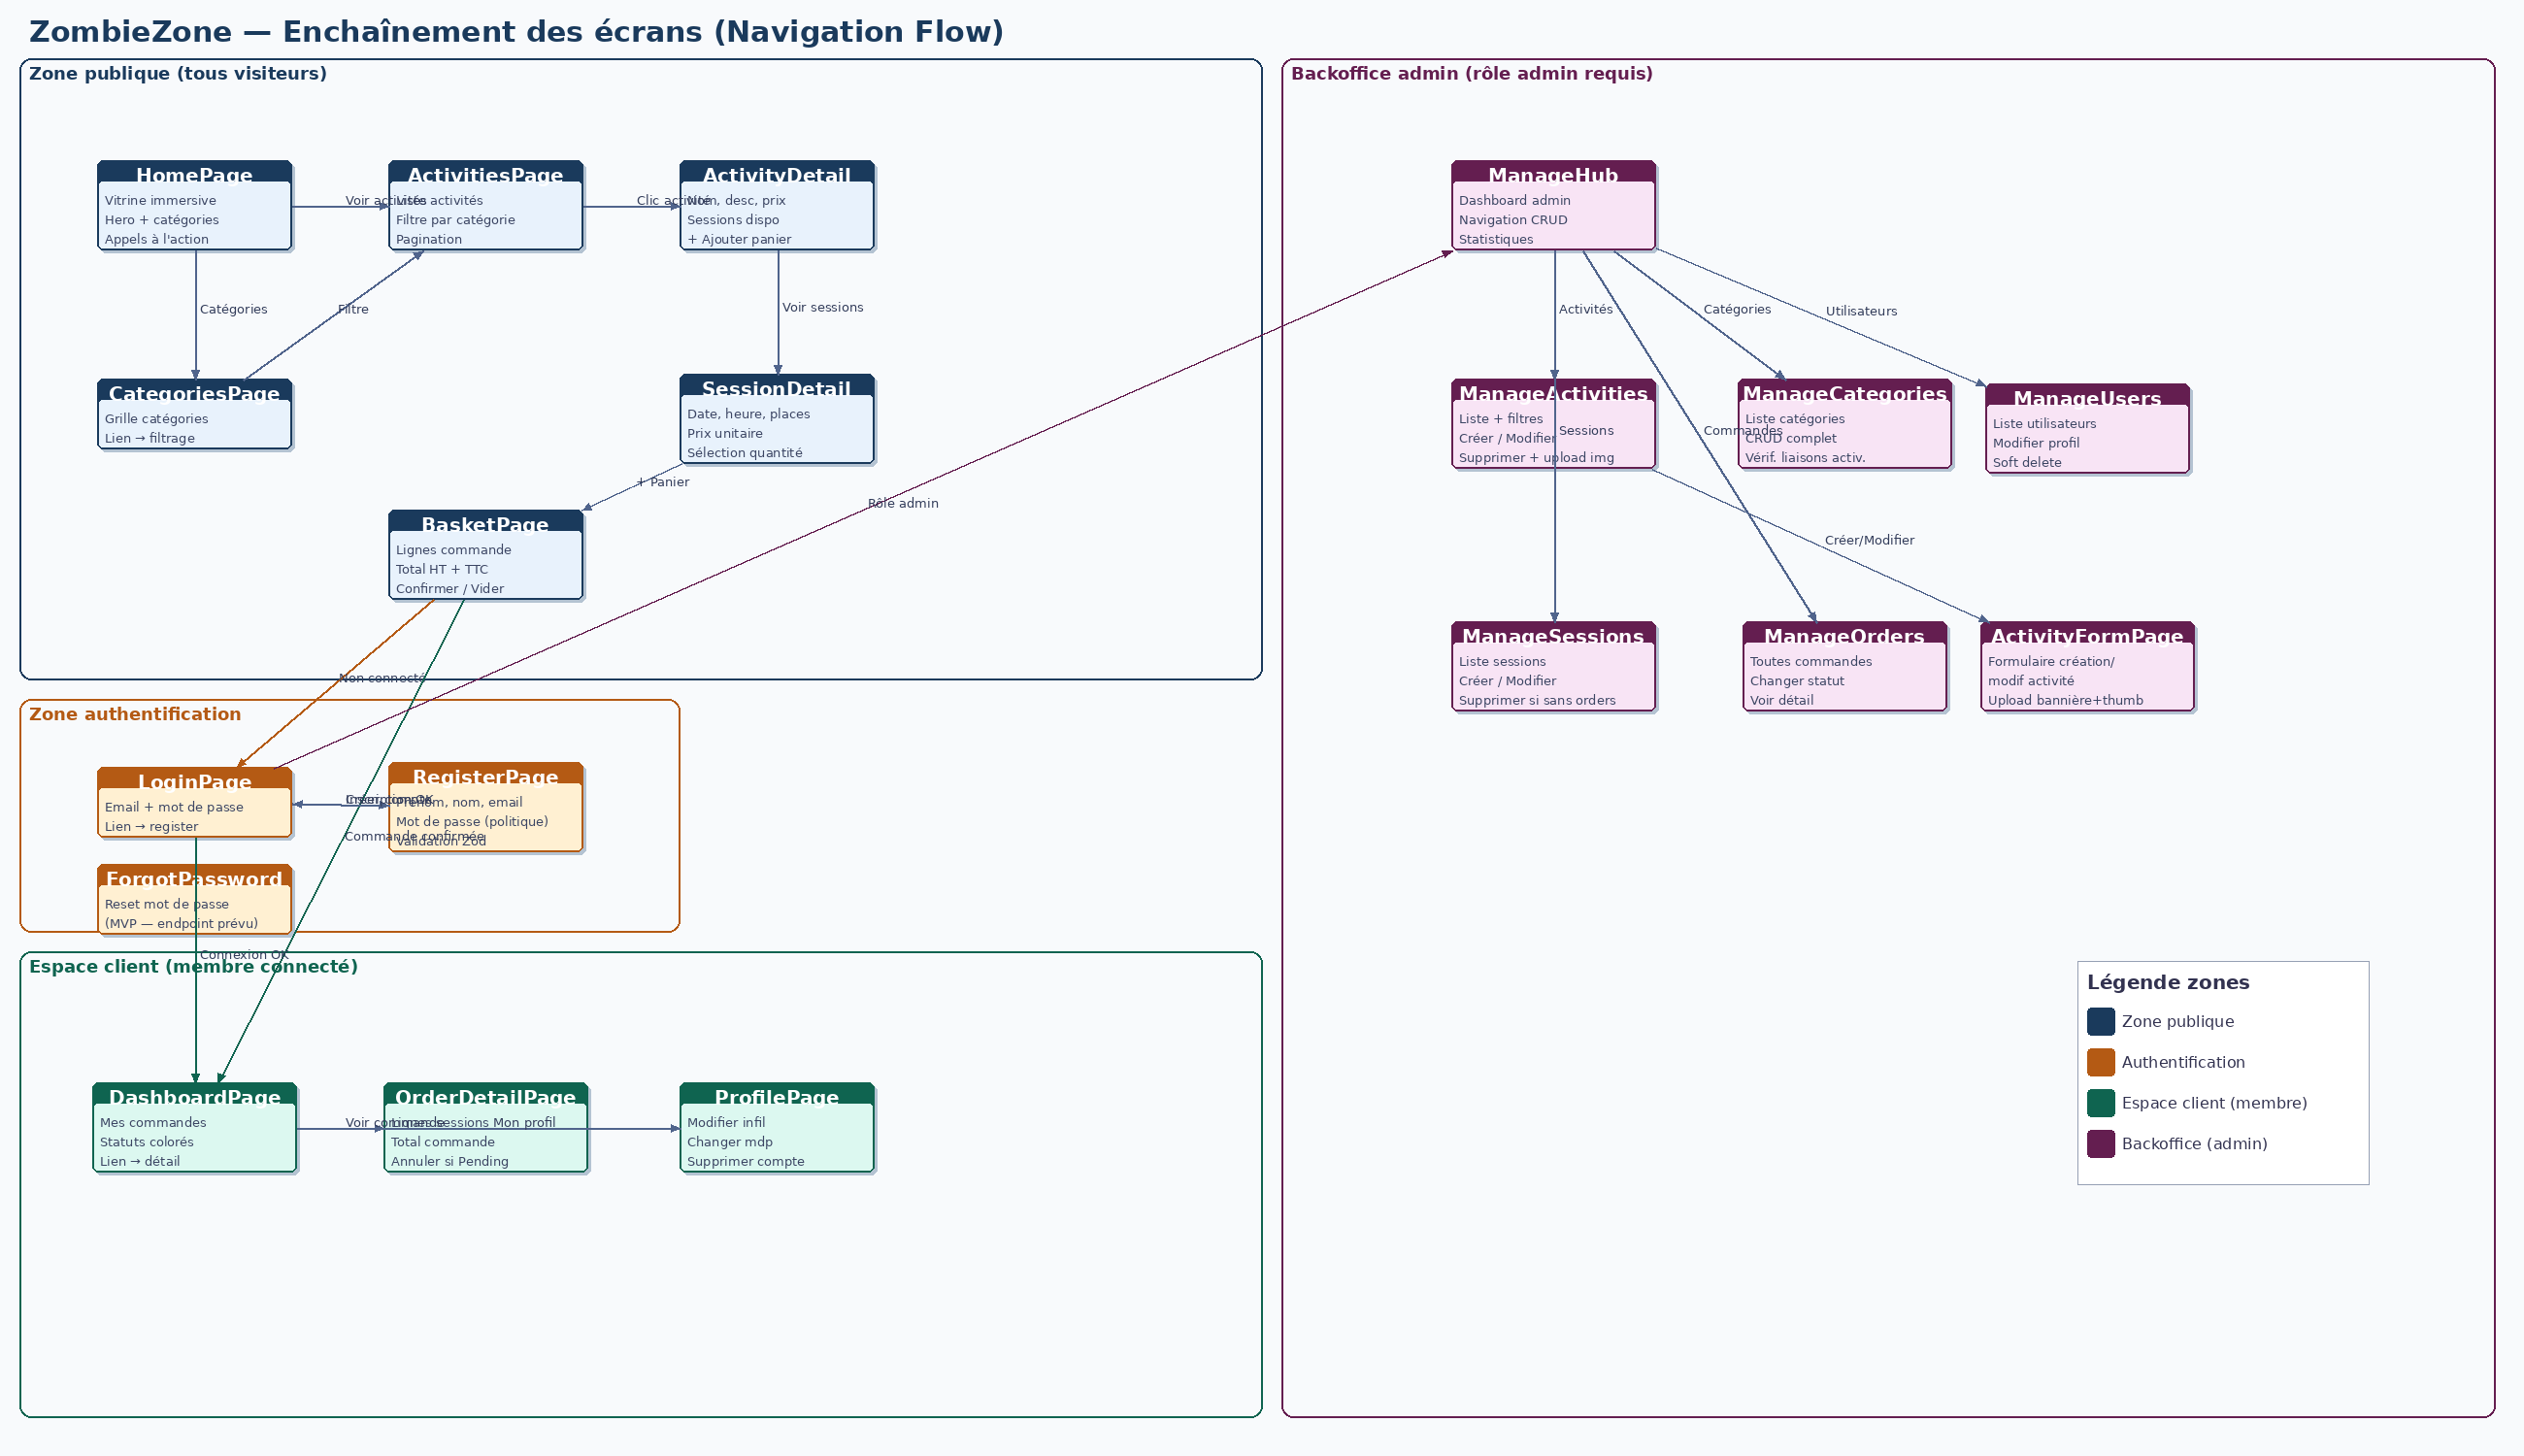 ZombieZone — Enchaînement des écrans (Navigation Flow)
Zone publique (tous visiteurs)
HomePage
Vitrine immersive
Hero + catégories
Appels à l'action
Voir activités
ActivitiesPage
Liste activités
Filtre par catégorie
Pagination
Clic activité
ActivityDetail
Nom, desc, prix
Sessions dispo
+ Ajouter panier
Catégories
Filtre
Voir sessions
CategoriesPage
Grille catégories
Lien → filtrage
SessionDetail
Date, heure, places
Prix unitaire
Sélection quantité
+ Panier
Rôle admin
BasketPage
Lignes commande
Total HT + TTC
Confirmer / Vider
Non connecté
Zone authentification
LoginPage
Email + mot de passe
Lien → register
Inscription OK
RegisterPage
Prénom, nom, email
Mot de passe (politique)
Validation Zod
Commande confirmée
ForgotPassword
Reset mot de passe
(MVP — endpoint prévu)
Connexion OK
Espace client (membre connecté)
DashboardPage
Mes commandes
Statuts colorés
Lien → détail
Voir commande
OrderDetailPage
Lignes sessions
Total commande
Annuler si Pending
Mon profil
ProfilePage
Modifier infil
Changer mdp
Supprimer compte
Backoffice admin (rôle admin requis)
ManageHub
Dashboard admin
Navigation CRUD
Statistiques
Activités
Catégories
Utilisateurs
ManageActivities
Liste + filtres
Créer / Modifier
Supprimer + upload img
Sessions
Commandes
ManageCategories
Liste catégories
CRUD complet
Vérif. liaisons activ.
ManageUsers
Liste utilisateurs
Modifier profil
Soft delete
Créer/Modifier
ManageSessions
Liste sessions
Créer / Modifier
Supprimer si sans orders
ManageOrders
Toutes commandes
Changer statut
Voir détail
ActivityFormPage
Formulaire création/
modif activité
Upload bannière+thumb
Légende zones
Zone publique
Authentification
Espace client (membre)
Backoffice (admin)